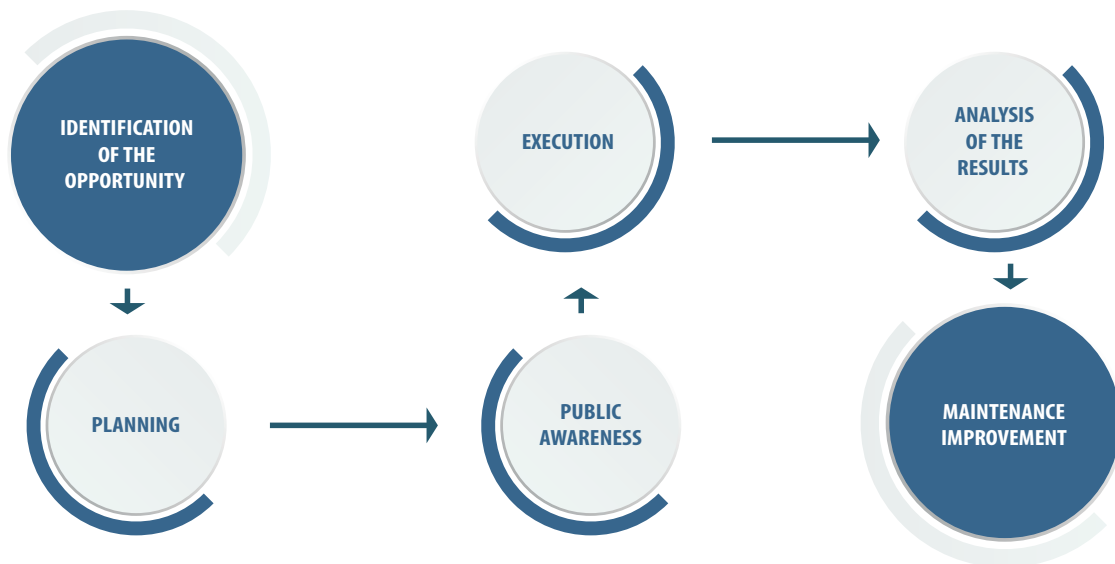 IDENTIFICATION
OF THE
OPPORTUNITY
PLANNING
PUBLIC
AWARENESS
EXECUTION
ANALYSIS
OF THE
RESULTS
MAINTENANCE
IMPROVEMENT